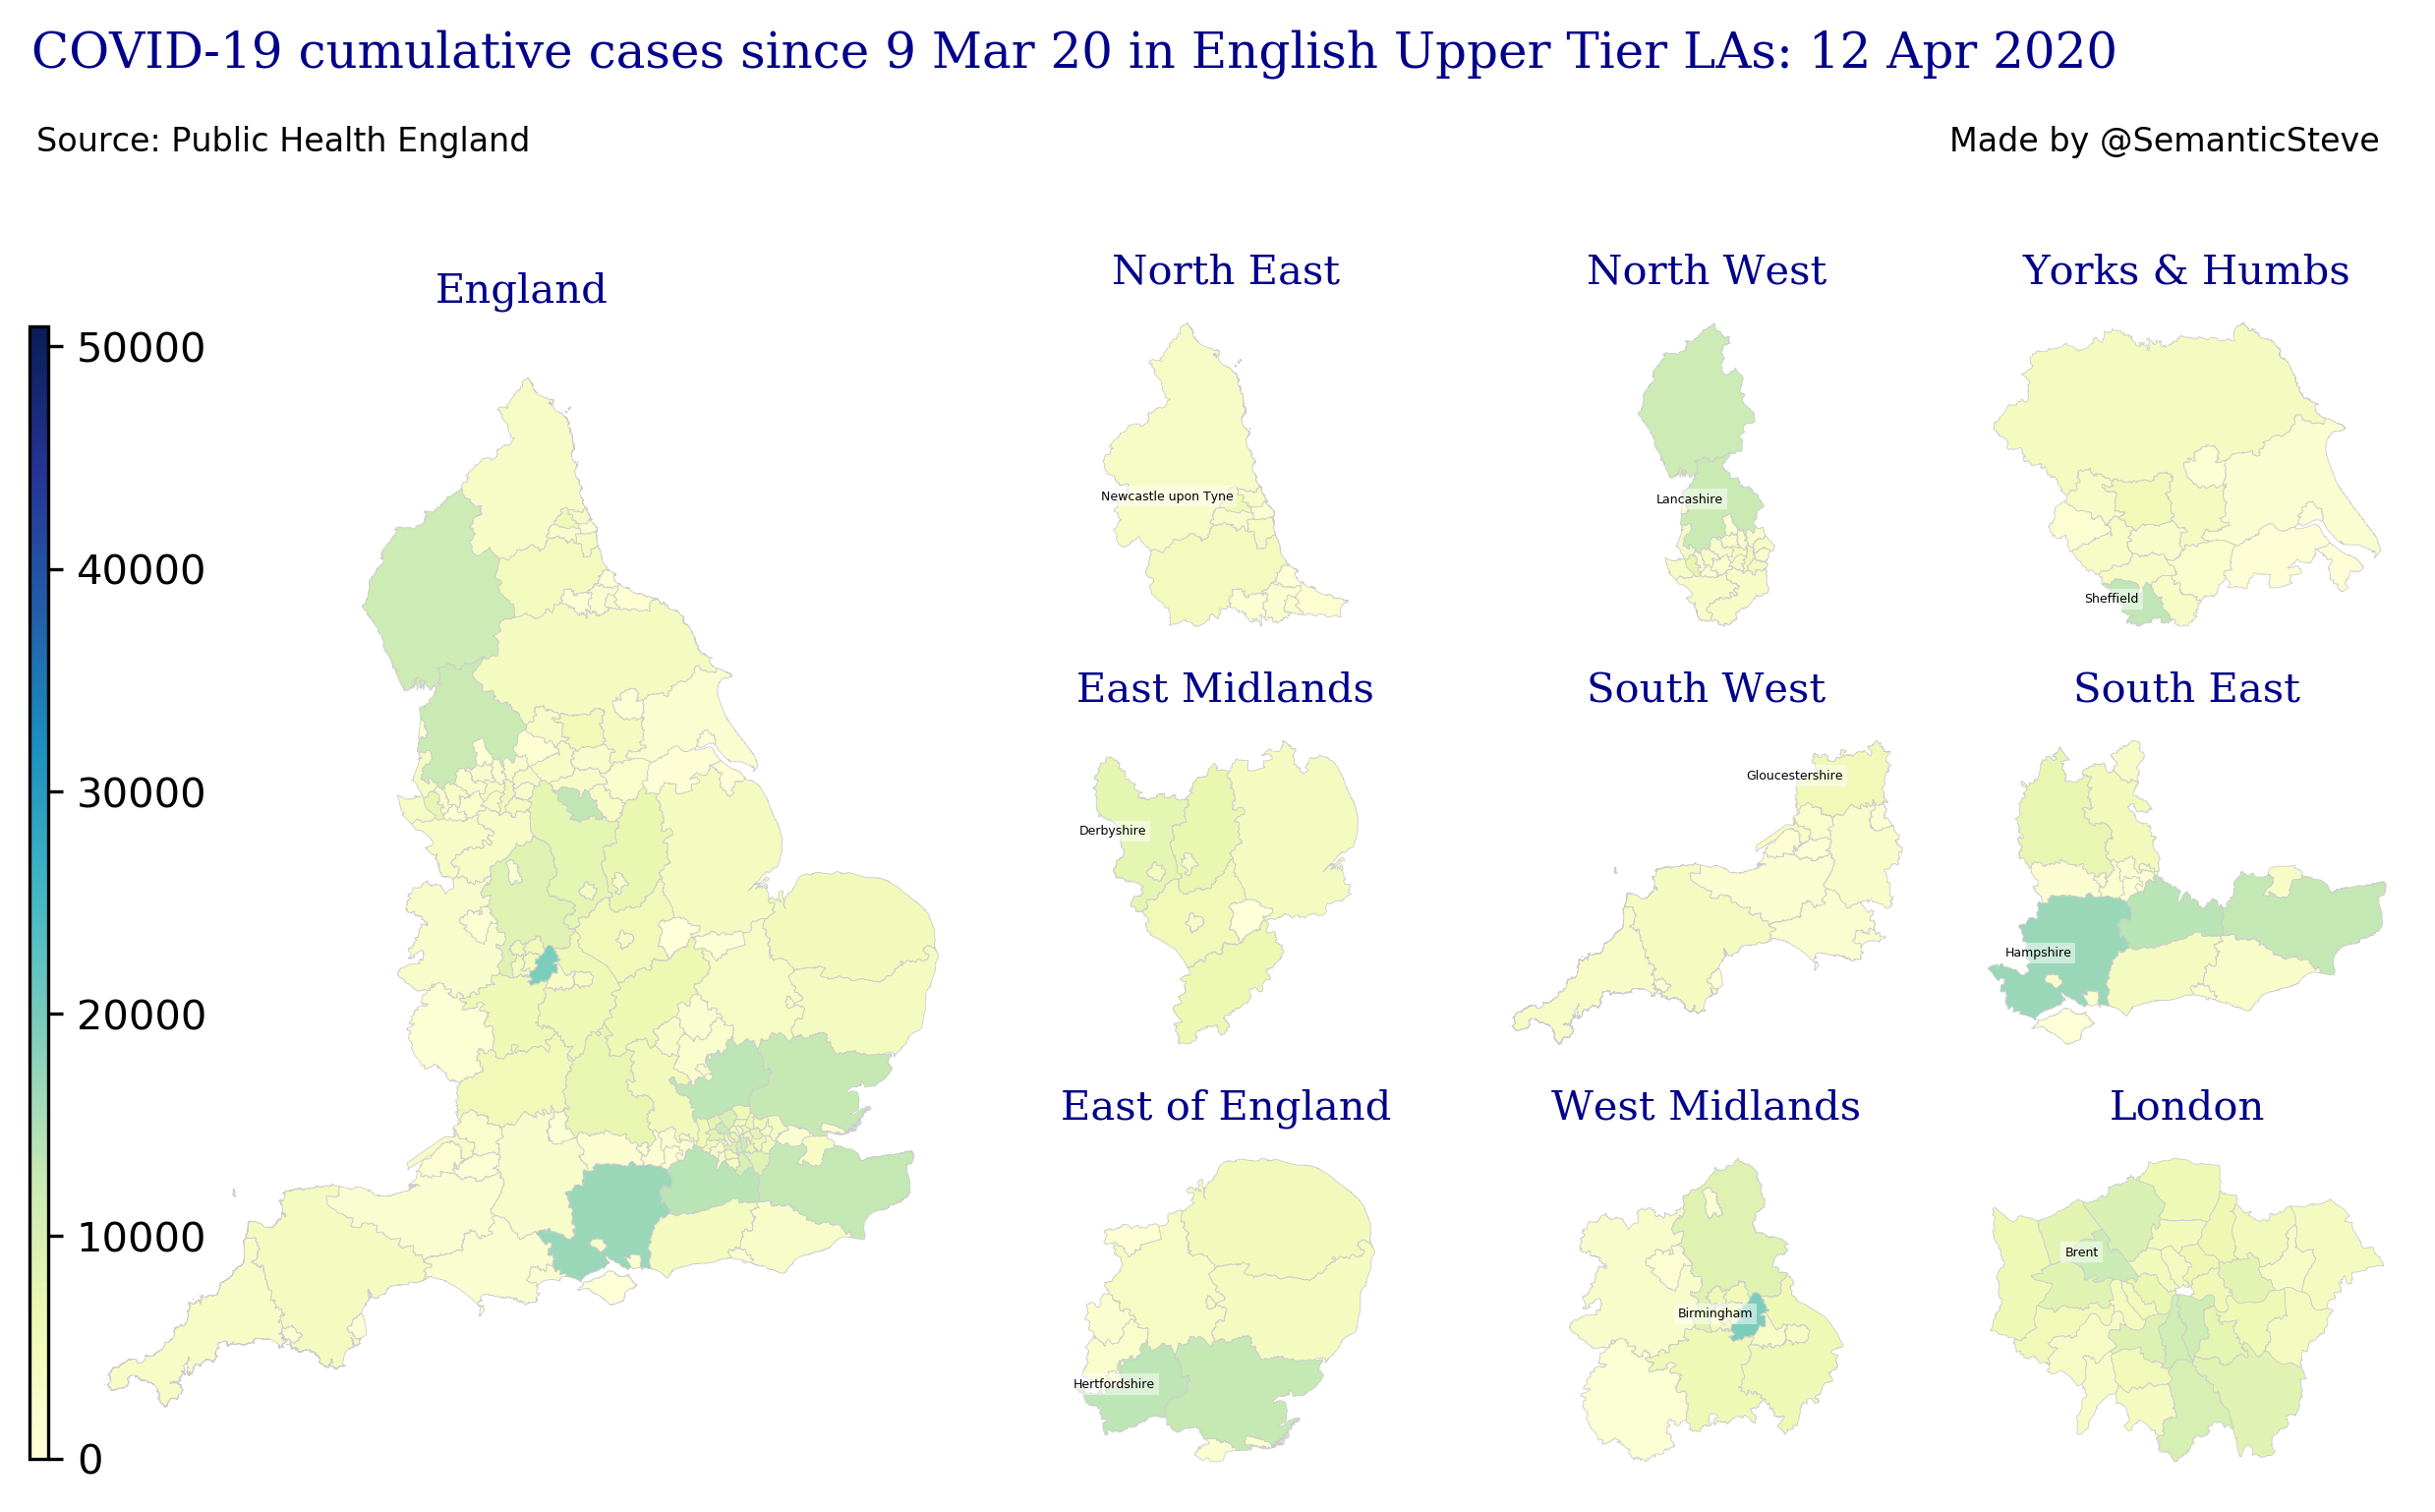 COVID-19 cumulative cases since 9 Mar 20 in English Upper Tier LAs: 12 Apr 2020
Source: Public Health England
Made by @SemanticSteve
England
50000
40000
30000
20000
10000
0
North East
Newcastle upon Tyne
North West
Lancashire
Yorks & Humbs
Sheffield
East Midlands
Derbyshire
South West
Gloucestershire
South East
Hampshire
East of England
Hertfordshire
West Midlands
Birmingham
London
Brent